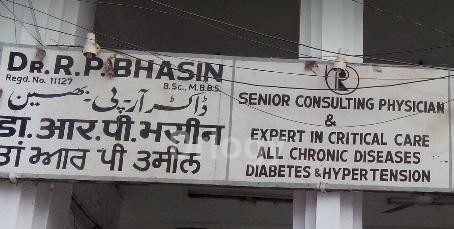 DR. R. P. BHASIN
Regd. No. 11127 B.Sc., M.B.B.S.
ڈاکٹر آر۔پی۔ بھسین
डा. आर. पी. भसीन
ਡਾਂ ਆਰ ਪੀ ਤਸੀਨ
R
SENIOR CONSULTING PHYSICIAN
&
EXPERT IN CRITICAL CARE
ALL CHRONIC DISEASES
DIABETES & HYPERTENSION